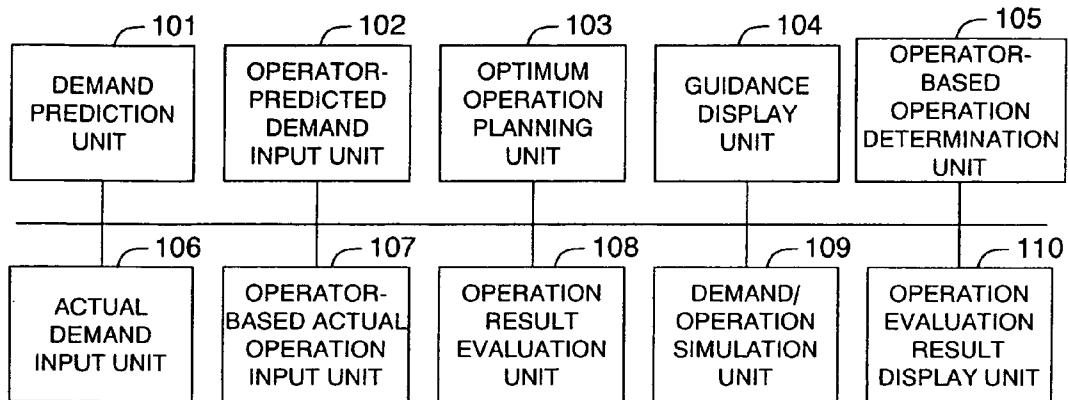 101
DEMAND
PREDICTION
UNIT
102
OPERATOR-
PREDICTED
DEMAND
INPUT UNIT
103
OPTIMUM
OPERATION
PLANNING
UNIT
104
GUIDANCE
DISPLAY
UNIT
105
OPERATOR-
BASED
OPERATION
DETERMINATION
UNIT
106
ACTUAL
DEMAND
INPUT UNIT
107
OPERATOR-
BASED ACTUAL
OPERATION
INPUT UNIT
108
OPERATION
RESULT
EVALUATION
UNIT
109
DEMAND/
OPERATION
SIMULATION
UNIT
110
OPERATION
EVALUATION
RESULT
DISPLAY UNIT